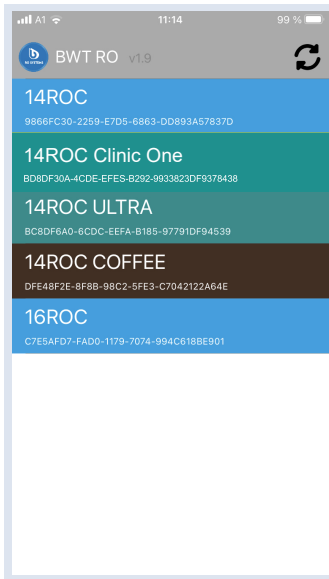 A1 11:14 99 %
BWT RO v1.9
14ROC
9866FC30-2259-E7D5-6863-DD893A57837D
14ROC Clinic One
BD8DF30A-4CDE-EFES-B292-9933823DF9378438
14ROC ULTRA
BC8DF6A0-6CDC-EEFA-B185-97791DF94539
14ROC COFFEE
DFE48F2E-8F8B-98C2-5FE3-C7042122A64E
16ROC
C7E5AFD7-FAD0-1179-7074-994C618BE901